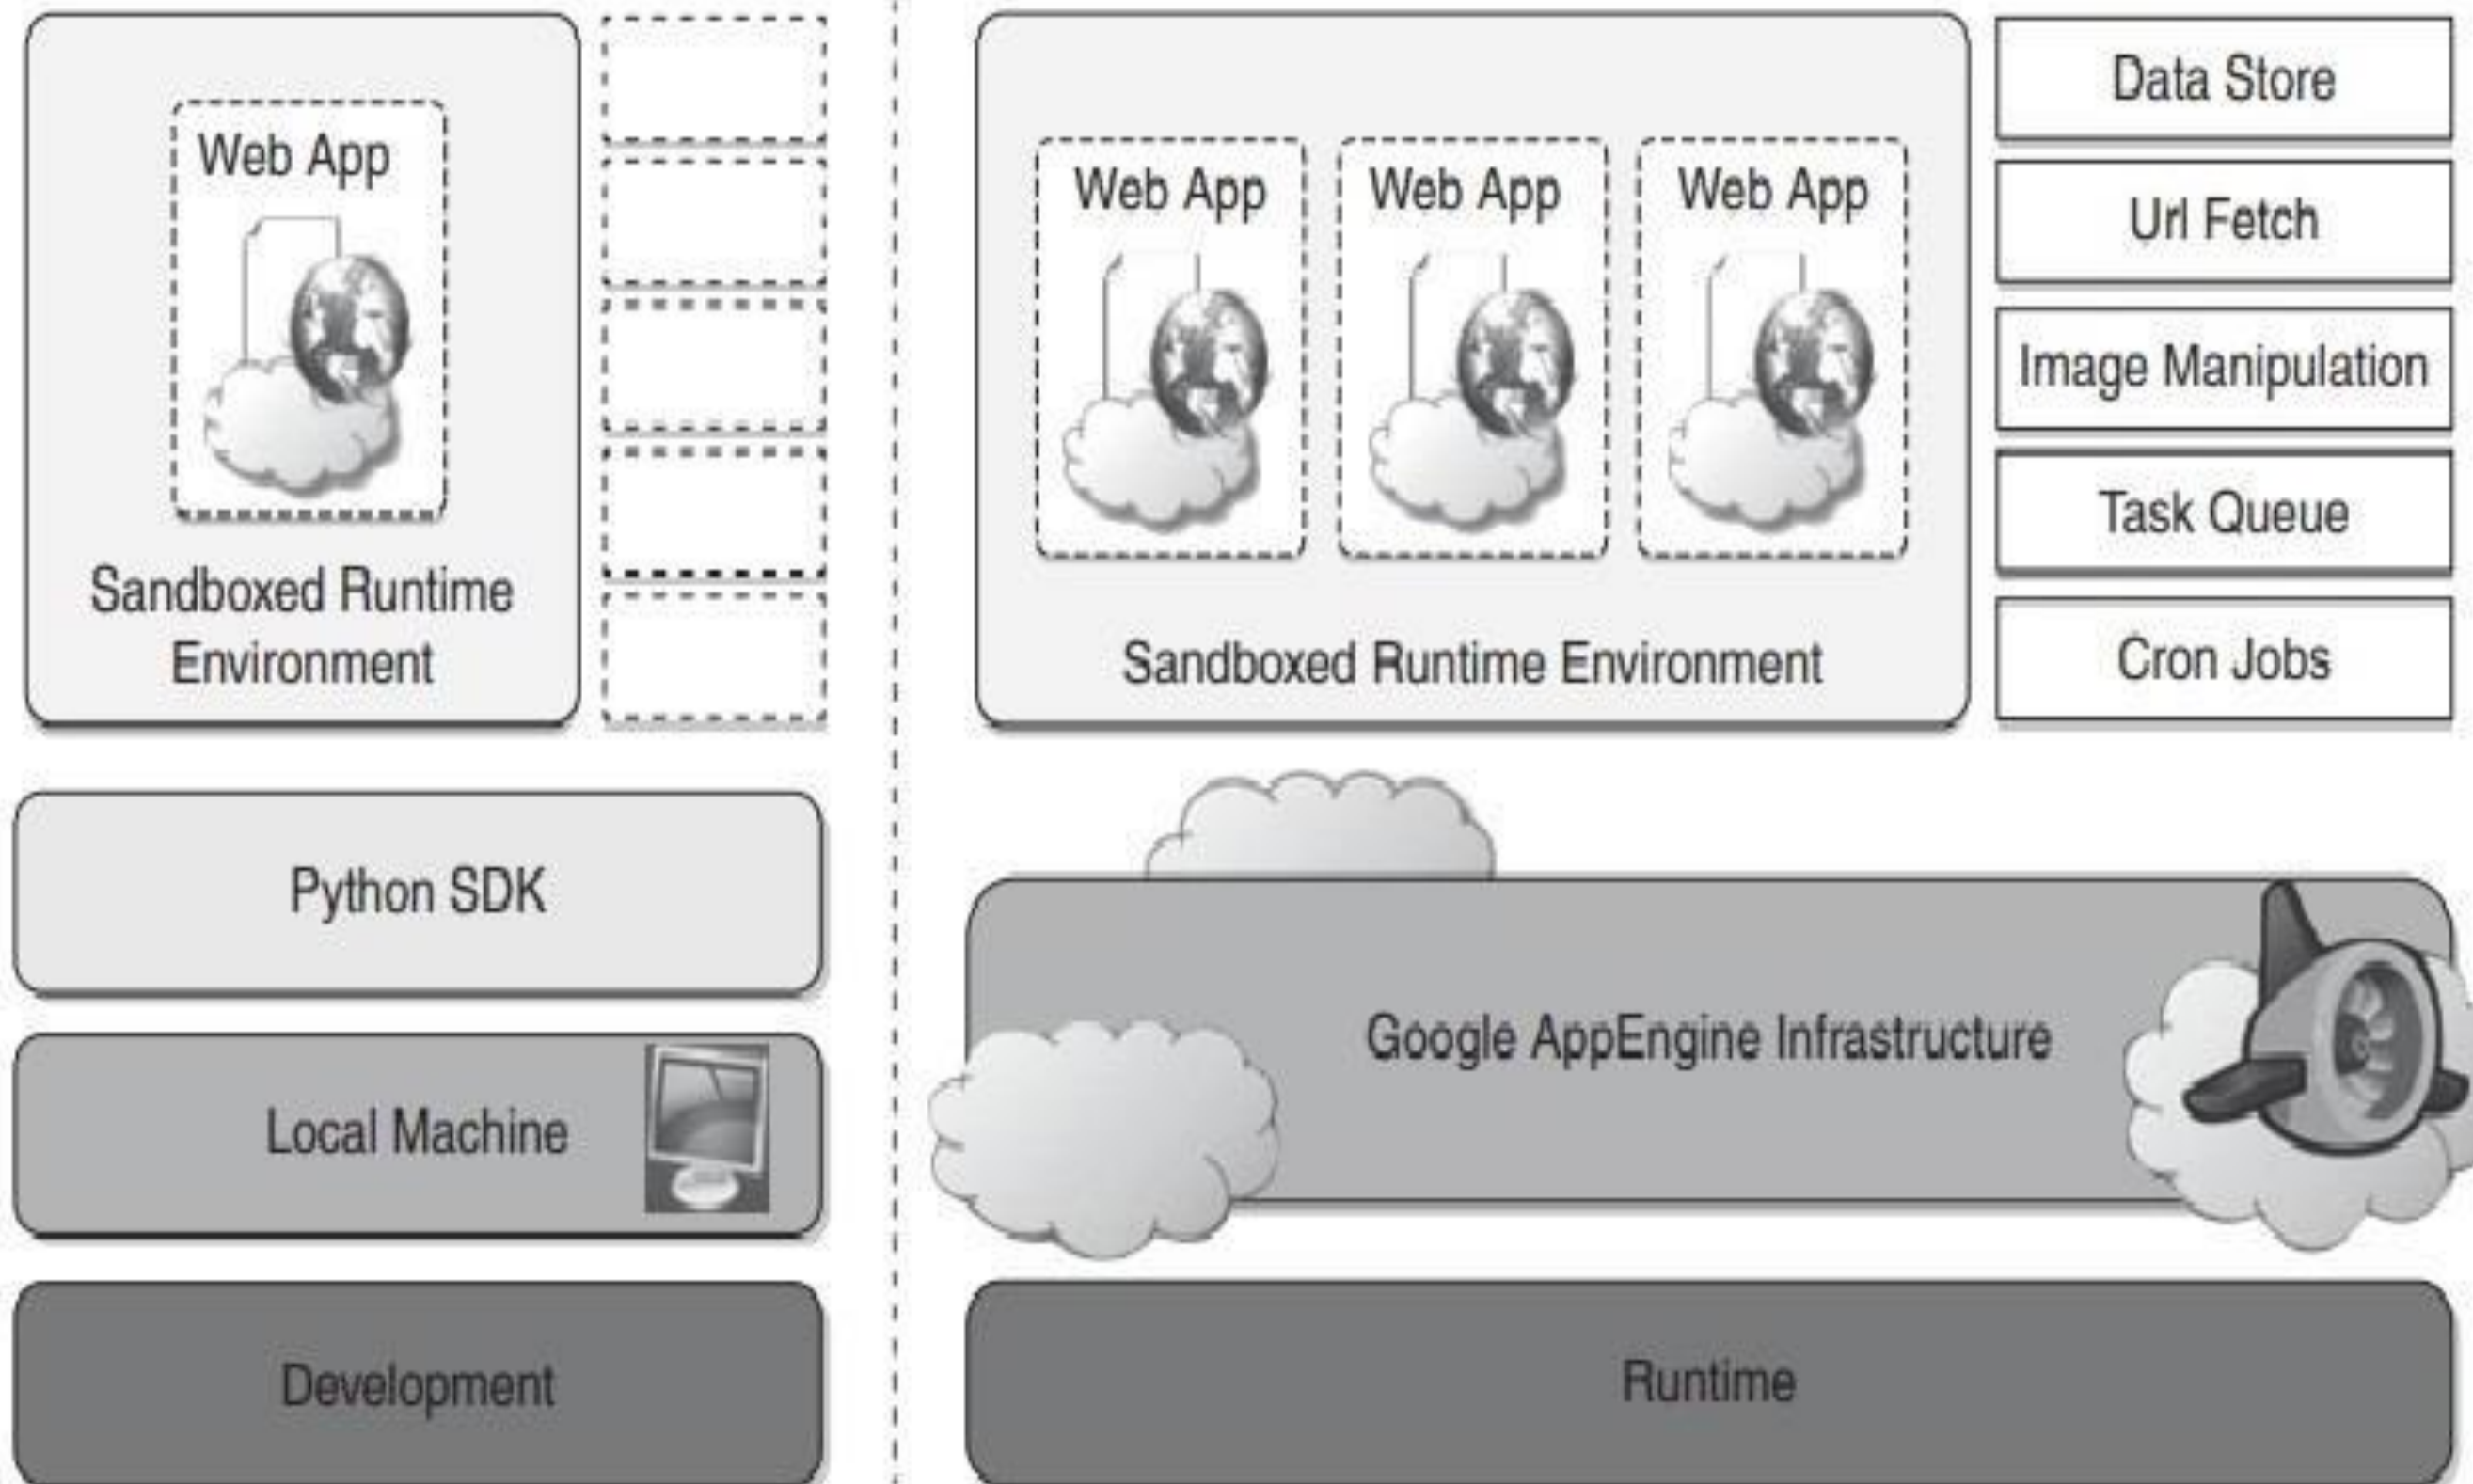 Web App
Sandboxed Runtime
Environment
Python SDK
Local Machine
Development
Web App
Web App
Web App
Sandboxed Runtime Environment
Data Store
Url Fetch
Image Manipulation
Task Queue
Cron Jobs
Google AppEngine Infrastructure
Runtime